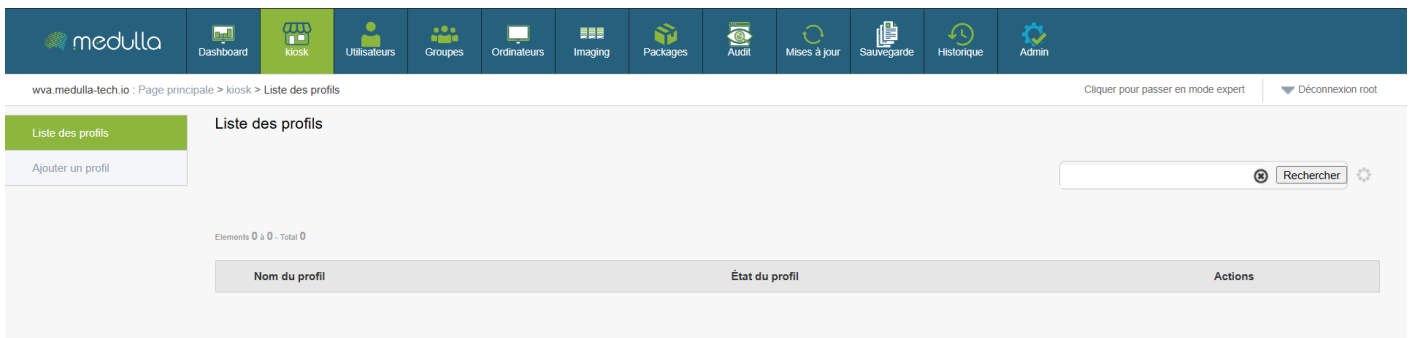 medulla
Dashboard kiosk Utilisateurs Groupes Ordinateurs Imaging Packages Audit Mises à jour Sauvegarde Historique Admin
wva.medulla-tech.io : Page principale > kiosk > Liste des profils Cliquer pour passer en mode expert Déconnexion root
Liste des profils
Ajouter un profil
Liste des profils
Rechercher
Elements 0 à 0 - Total 0
Nom du profil État du profil Actions